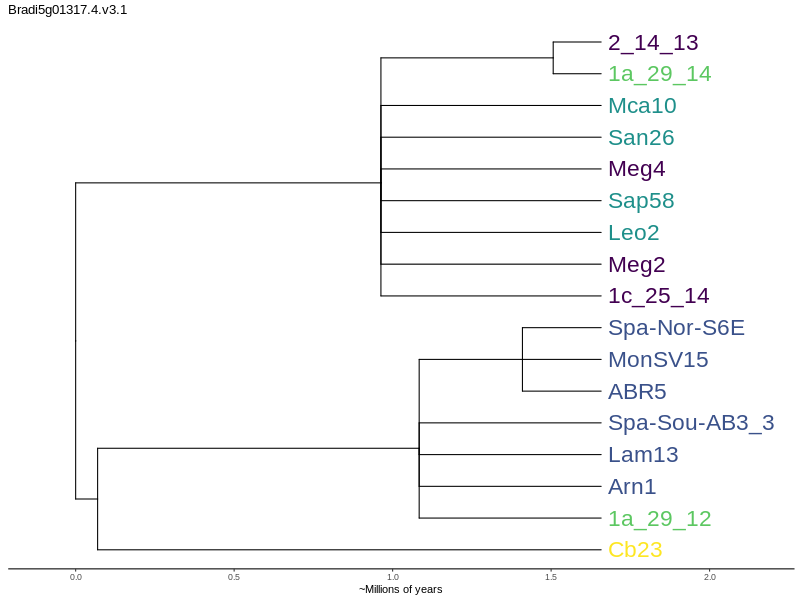 Bradi5g01317.4.v3.1
2_14_13
1a_29_14
Mca10
San26
Meg4
Sap58
Leo2
Meg2
1c_25_14
Spa-Nor-S6E
MonSV15
ABR5
Spa-Sou-AB3_3
Lam13
Arn1
1a_29_12
Cb23
0.0 0.5 1.0 1.5 2.0
~Millions of years